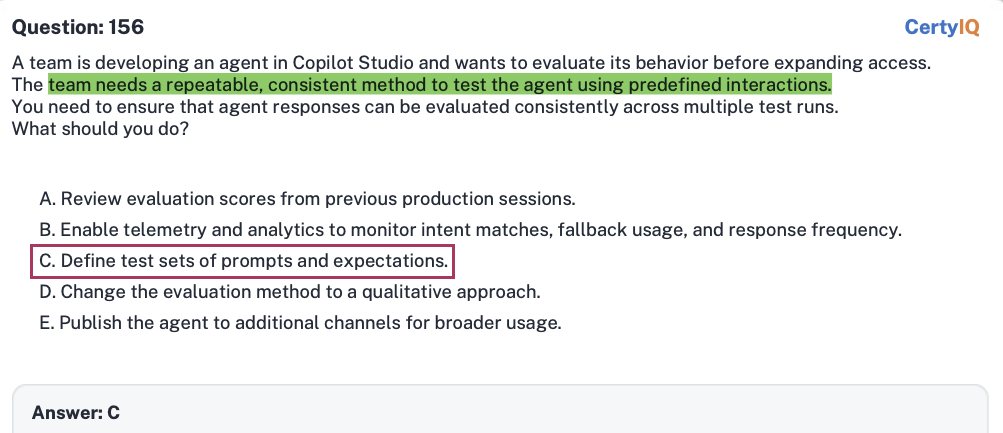 Question: 156
CertyIQ
A team is developing an agent in Copilot Studio and wants to evaluate its behavior before expanding access.
The team needs a repeatable, consistent method to test the agent using predefined interactions.
You need to ensure that agent responses can be evaluated consistently across multiple test runs.
What should you do?
A. Review evaluation scores from previous production sessions.
B. Enable telemetry and analytics to monitor intent matches, fallback usage, and response frequency.
C. Define test sets of prompts and expectations.
D. Change the evaluation method to a qualitative approach.
E. Publish the agent to additional channels for broader usage.
Answer: C